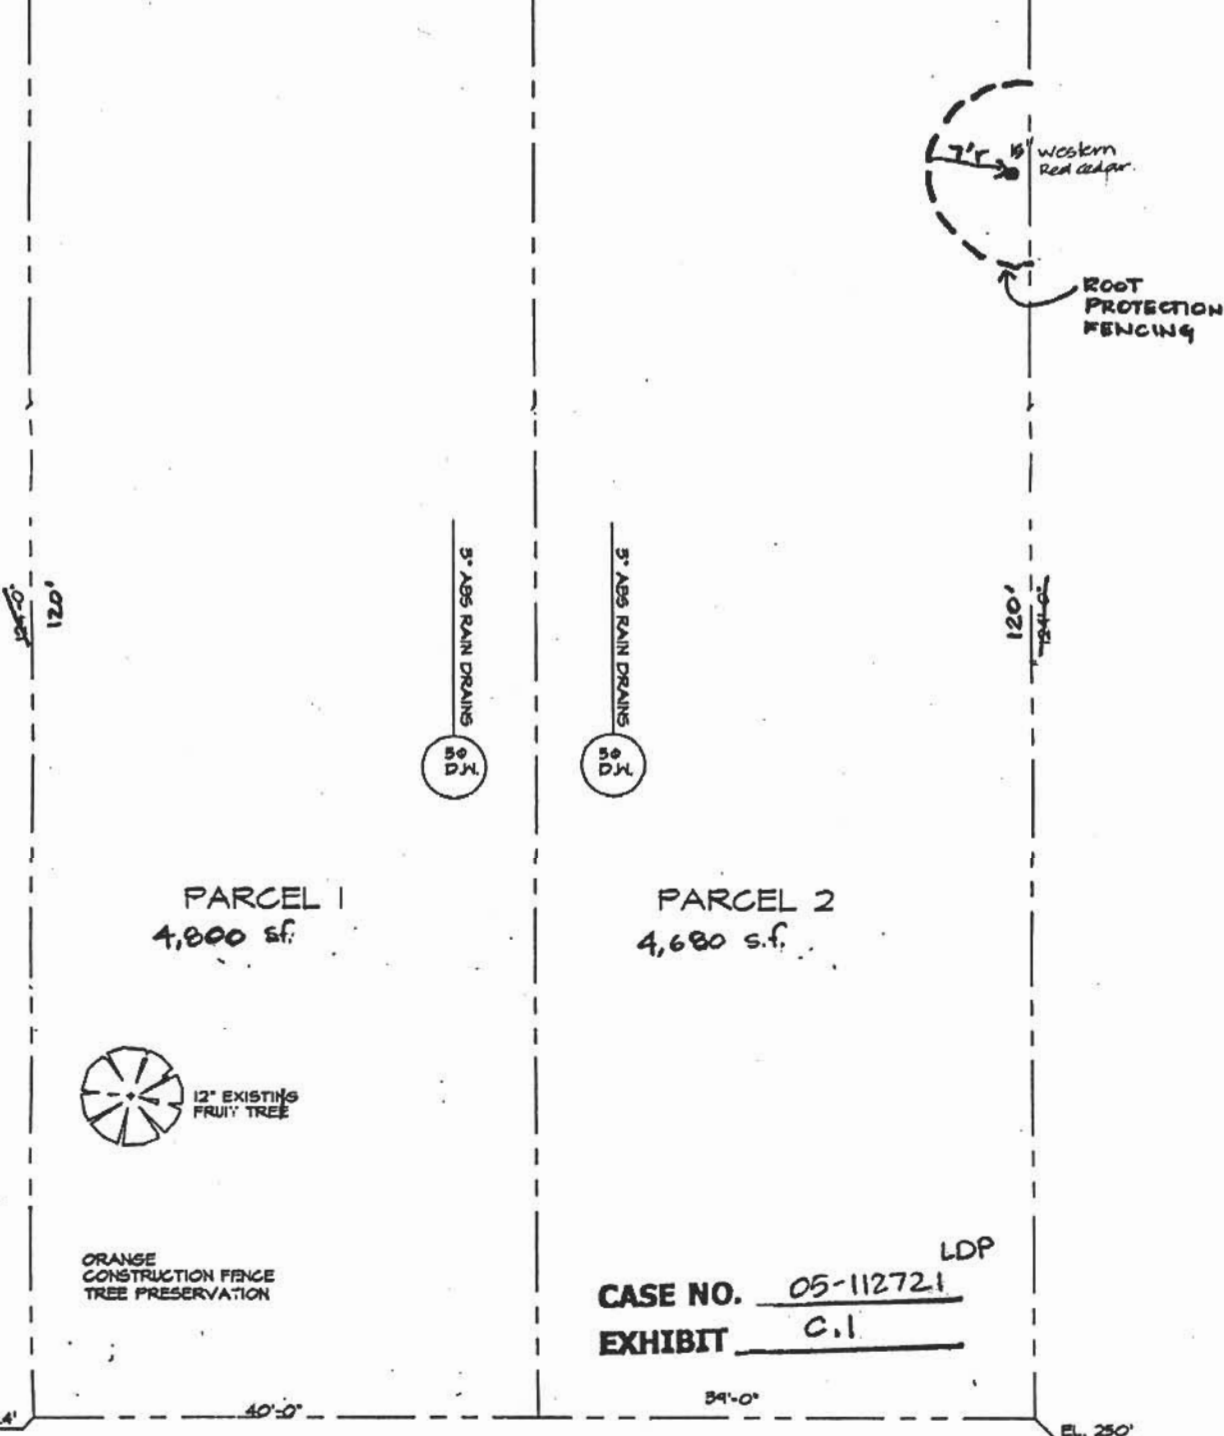 7'r
15"
Western
Red cedar.
ROOT
PROTECTION
FENCING
124'-0"
120'
5" ABS RAIN DRAINS
5" ABS RAIN DRAINS
120'
124'-0"
5Φ
D.W.
5Φ
D.W.
PARCEL 1
4,800 sf.
PARCEL 2
4,680 s.f.
12" EXISTING
FRUIT TREE
ORANGE
CONSTRUCTION FENCE
TREE PRESERVATION
LDP
CASE NO. 05-112721
EXHIBIT C.1
40'-0"
39'-0"
EL. 250'